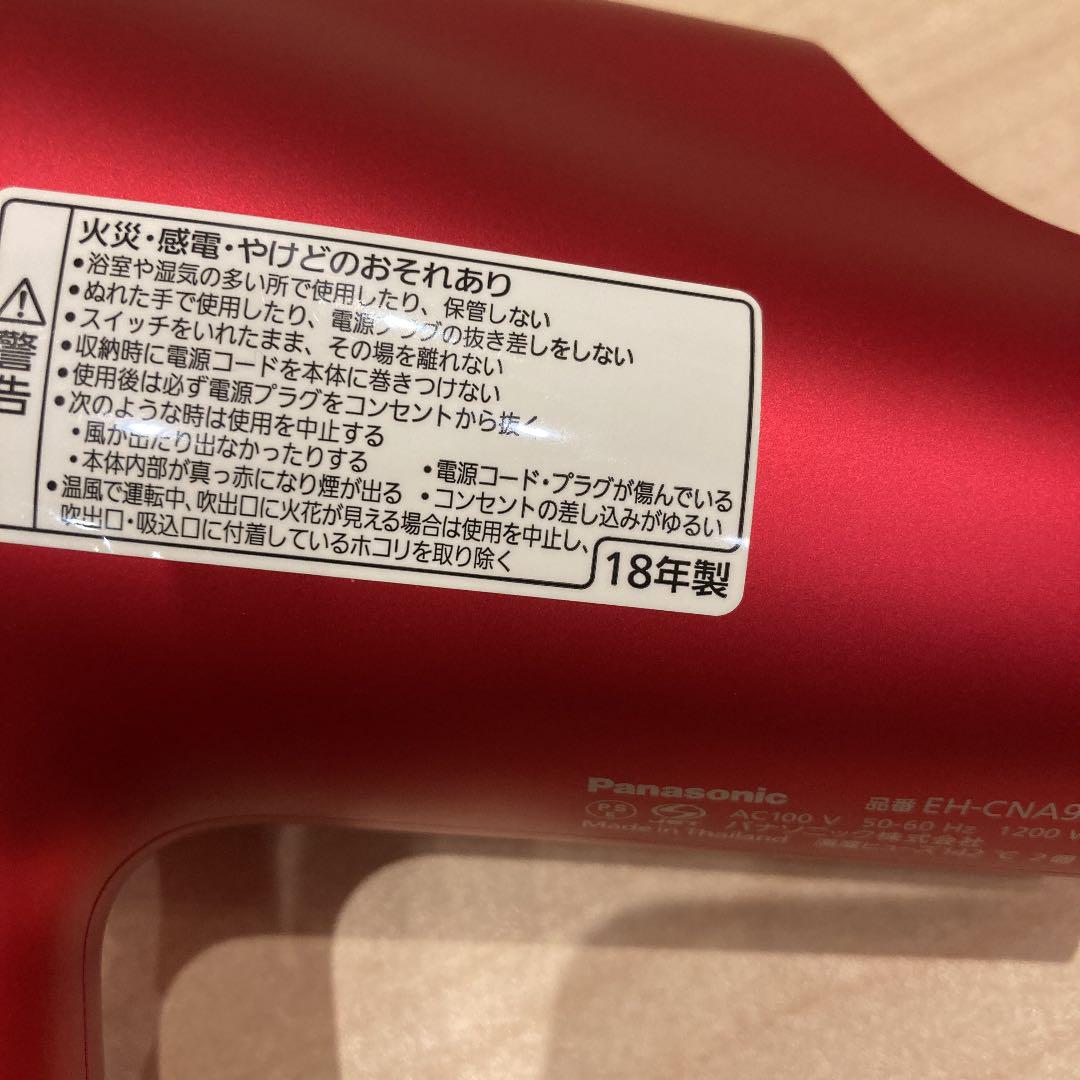 警告
火災・感電・やけどのおそれあり
・浴室や湿気の多い所で使用したり、保管しない
・ぬれた手で使用したり、電源プラグの抜き差しをしない
・スイッチをいれたまま、その場を離れない
・収納時に電源コードを本体に巻きつけない
・使用後は必ず電源プラグをコンセントから抜く
・次のような時は使用を中止する
・風が出たり出なかったりする
・本体内部が真っ赤になり煙が出る
・電源コード・プラグが傷んでいる
・コンセントの差し込みがゆるい
・温風で運転中、吹出口に火花が見える場合は使用を中止し、
吹出口・吸込口に付着しているホコリを取り除く
18年製
Panasonic 品番 EH-CNA9
PSE AC100 V 50-60 Hz 1200 W
パナソニック株式会社
Made in Thailand 温度ヒューズ 142 ℃ 2個